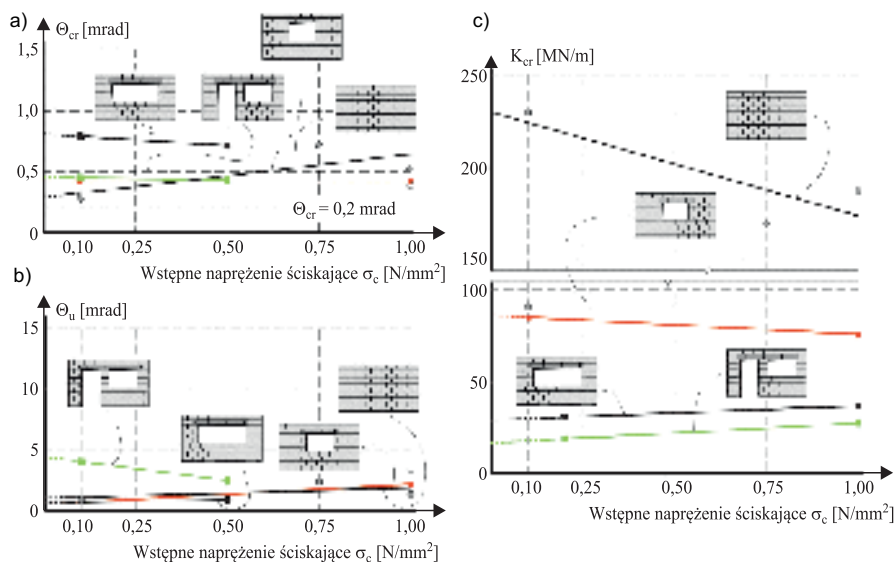 a)
Θcr [mrad]
1,5
1,0
0,5
0
Θcr = 0,2 mrad
0,10 0,25 0,50 0,75 1,00
Wstępne naprężenie ściskające σc [N/mm²]
b)
Θu [mrad]
15
10
5
0
0,10 0,25 0,50 0,75 1,00
Wstępne naprężenie ściskające σc [N/mm²]
c)
Kcr [MN/m]
250
200
150
100
50
0
0,10 0,25 0,50 0,75 1,00
Wstępne naprężenie ściskające σc [N/mm²]